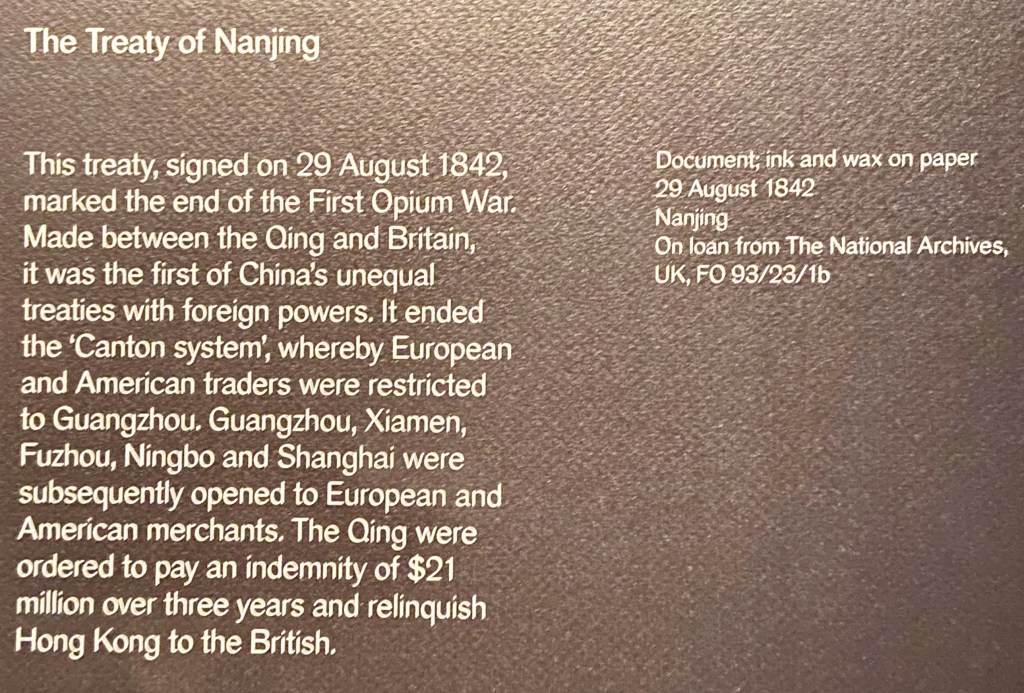 The Treaty of Nanjing
This treaty, signed on 29 August 1842,
marked the end of the First Opium War.
Made between the Qing and Britain,
it was the first of China's unequal
treaties with foreign powers. It ended
the ‘Canton system’, whereby European
and American traders were restricted
to Guangzhou. Guangzhou, Xiamen,
Fuzhou, Ningbo and Shanghai were
subsequently opened to European and
American merchants. The Qing were
ordered to pay an indemnity of $21
million over three years and relinquish
Hong Kong to the British.
Document; ink and wax on paper
29 August 1842
Nanjing
On loan from The National Archives,
UK, FO 93/23/1b